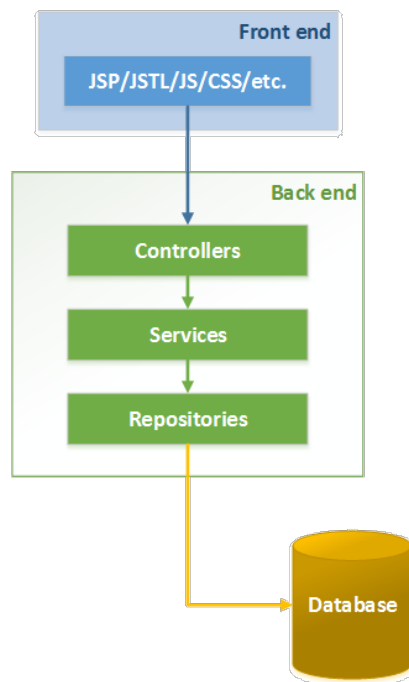 Front end
JSP/JSTL/JS/CSS/etc.
Back end
Controllers
Services
Repositories
Database